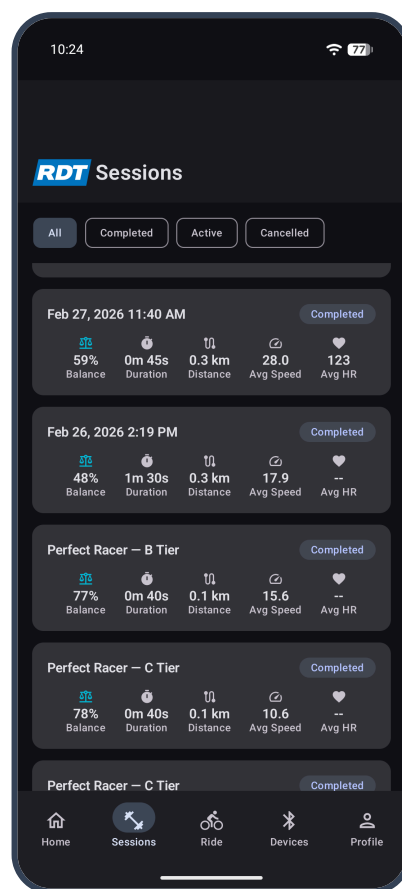 10:24
77
RDT Sessions
All Completed Active Cancelled
Feb 27, 2026 11:40 AM Completed
59% 0m 45s 0.3 km 28.0 123
Balance Duration Distance Avg Speed Avg HR
Feb 26, 2026 2:19 PM Completed
48% 1m 30s 0.3 km 17.9 --
Balance Duration Distance Avg Speed Avg HR
Perfect Racer — B Tier Completed
77% 0m 40s 0.1 km 15.6 --
Balance Duration Distance Avg Speed Avg HR
Perfect Racer — C Tier Completed
78% 0m 40s 0.1 km 10.6 --
Balance Duration Distance Avg Speed Avg HR
Perfect Racer — C Tier Completed
Home Sessions Ride Devices Profile